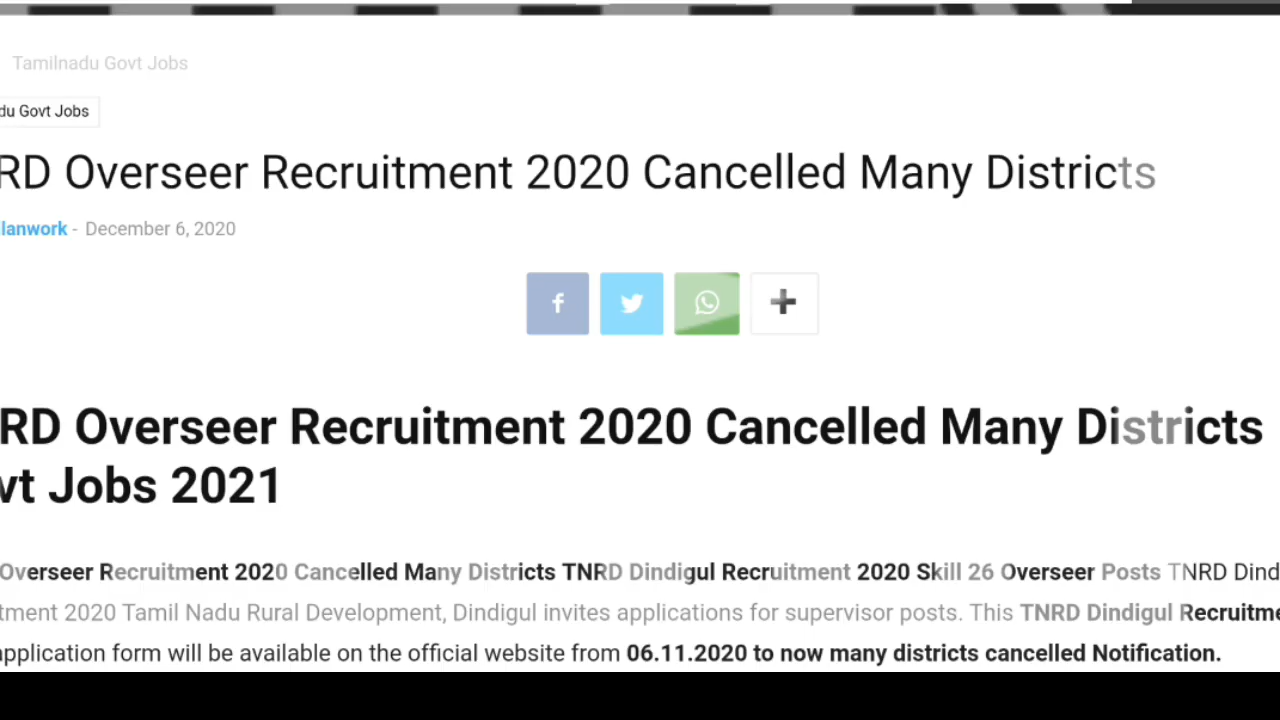 Tamilnadu Govt Jobs
du Govt Jobs
RD Overseer Recruitment 2020 Cancelled Many Districts
lanwork - December 6, 2020
RD Overseer Recruitment 2020 Cancelled Many Districts
vt Jobs 2021
Overseer Recruitment 2020 Cancelled Many Districts TNRD Dindigul Recruitment 2020 Skill 26 Overseer Posts TNRD Dind
tment 2020 Tamil Nadu Rural Development, Dindigul invites applications for supervisor posts. This TNRD Dindigul Recruitme
application form will be available on the official website from 06.11.2020 to now many districts cancelled Notification.